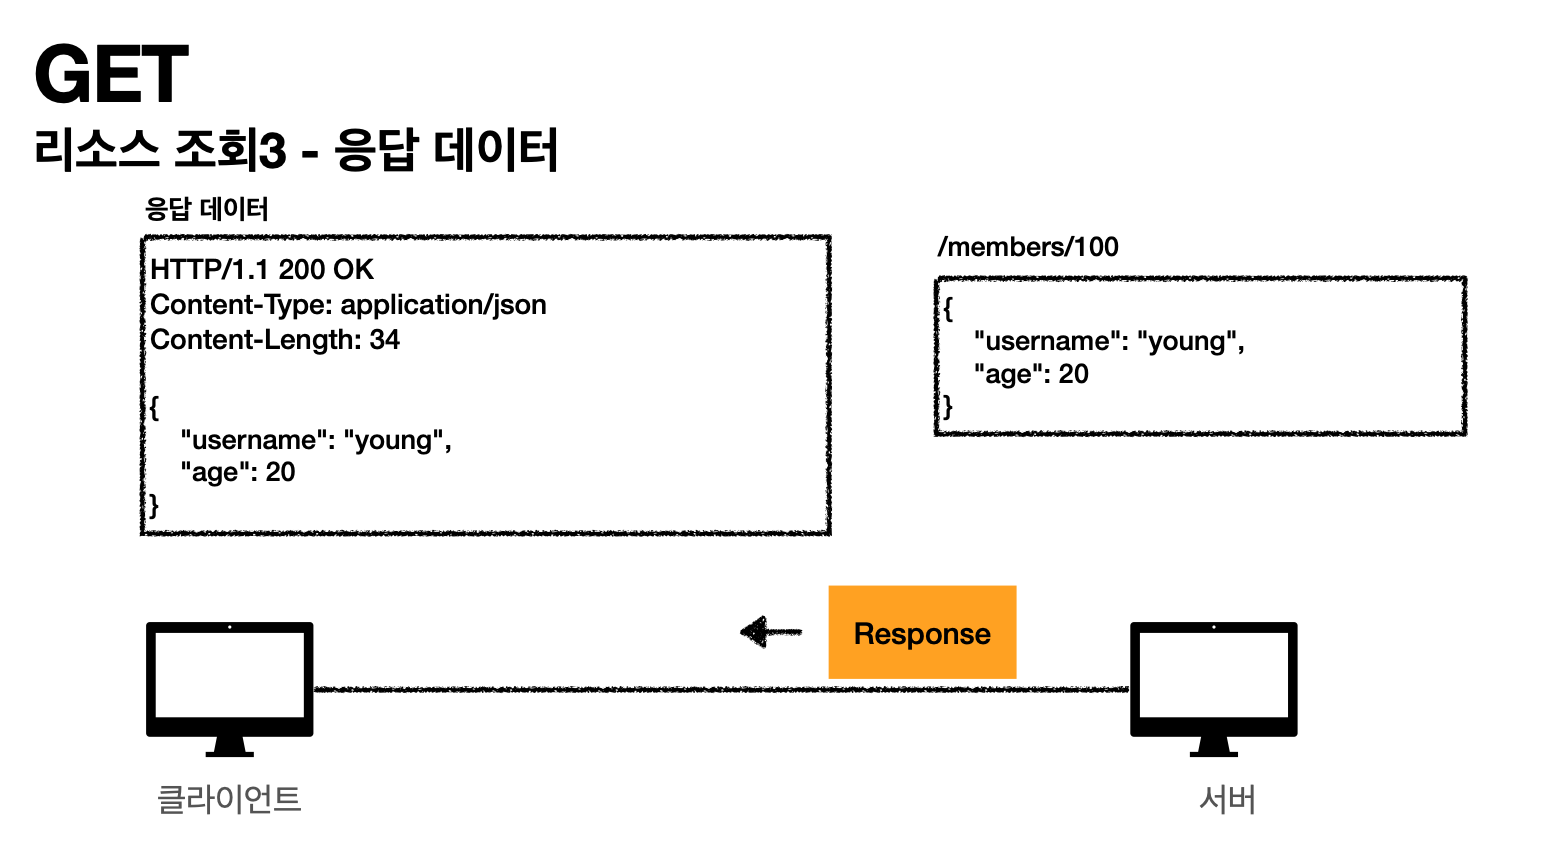 GET
리소스 조회3 - 응답 데이터
응답 데이터
HTTP/1.1 200 OK
Content-Type: application/json
Content-Length: 34
{
"username": "young",
"age": 20
}
/members/100
{
"username": "young",
"age": 20
}
Response
클라이언트
서버